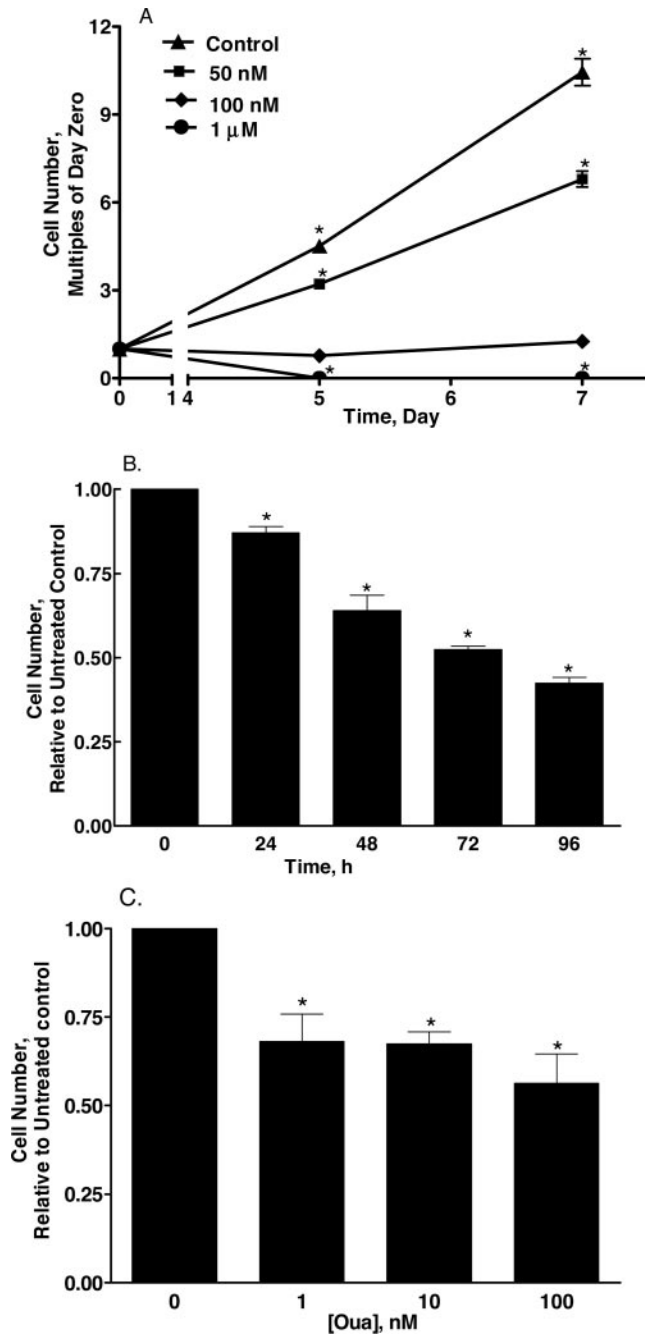 A
Control
50 nM
100 nM
1 μM
Cell Number,
Multiples of Day Zero
12
9
6
3
0
0 1 4 5 6 7
Time, Day
* * * * * *
B.
Cell Number,
Relative to Untreated Control
1.00
0.75
0.50
0.25
0.00
* * * *
0 24 48 72 96
Time, h
C.
Cell Number,
Relative to Untreated control
1.00
0.75
0.50
0.25
0.00
* * *
0 1 10 100
[Oua], nM